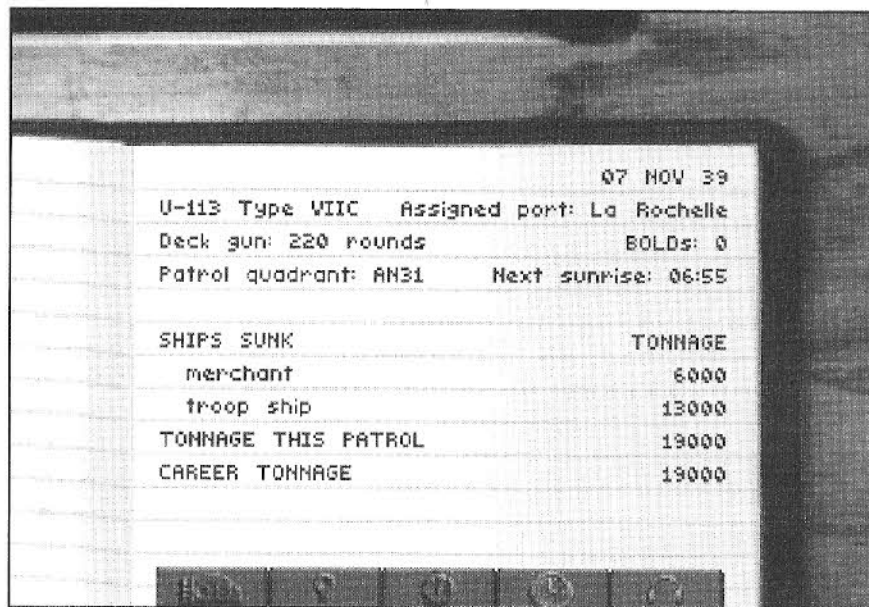 07 NOV 39
U-113 Type VIIC Assigned port: La Rochelle
Deck gun: 220 rounds BOLDs: 0
Patrol quadrant: AN31 Next sunrise: 06:55
SHIPS SUNK TONNAGE
merchant 6000
troop ship 13000
TONNAGE THIS PATROL 19000
CAREER TONNAGE 19000